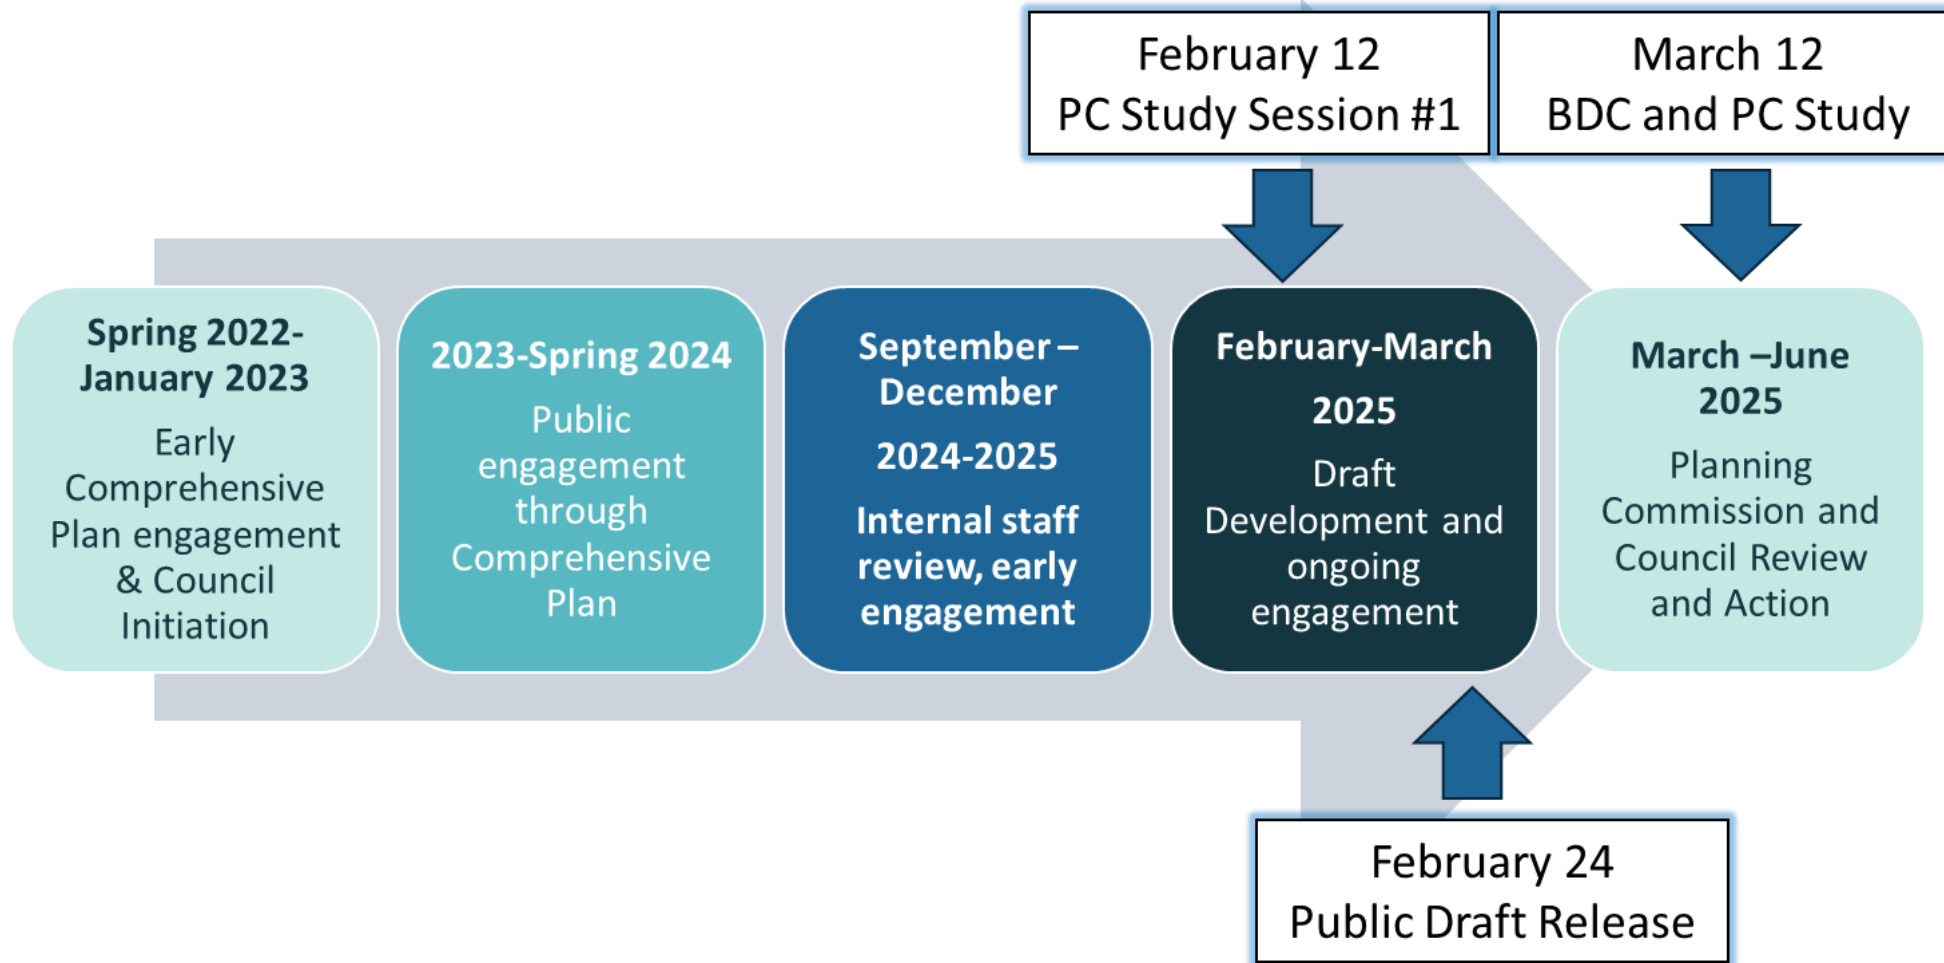 February 12
PC Study Session #1
March 12
BDC and PC Study
Spring 2022-
January 2023
Early
Comprehensive
Plan engagement
& Council
Initiation
2023-Spring 2024
Public
engagement
through
Comprehensive
Plan
September –
December
2024-2025
Internal staff
review, early
engagement
February-March
2025
Draft
Development and
ongoing
engagement
March –June
2025
Planning
Commission and
Council Review
and Action
February 24
Public Draft Release